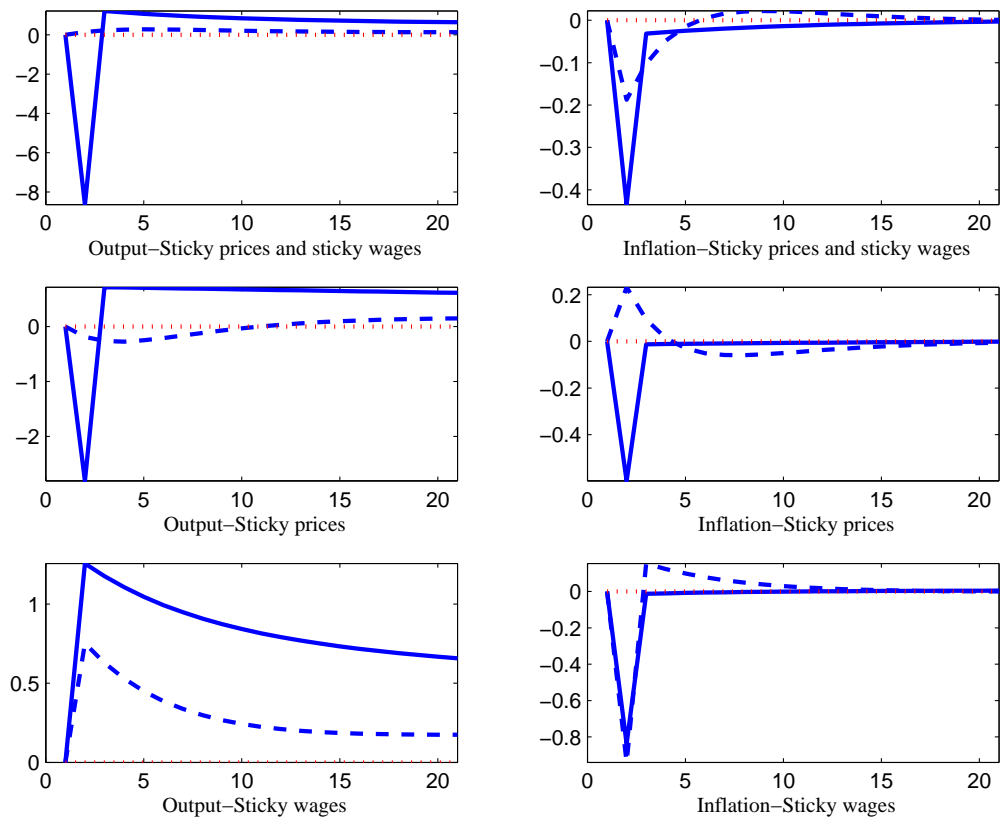 0
−2
−4
−6
−8
0 5 10 15 20
Output−Sticky prices and sticky wages
0
−0.1
−0.2
−0.3
−0.4
0 5 10 15 20
Inflation−Sticky prices and sticky wages
0
−1
−2
0 5 10 15 20
Output−Sticky prices
0.2
0
−0.2
−0.4
0 5 10 15 20
Inflation−Sticky prices
1
0.5
0
0 5 10 15 20
Output−Sticky wages
0
−0.2
−0.4
−0.6
−0.8
0 5 10 15 20
Inflation−Sticky wages